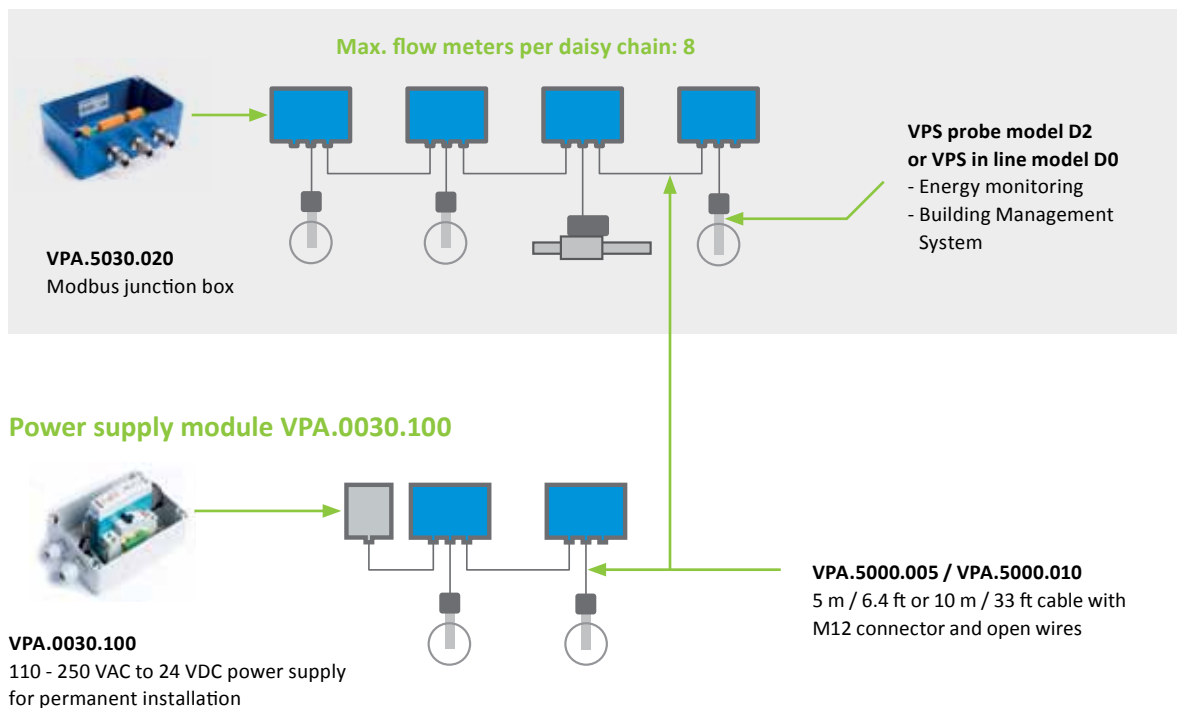 Max. flow meters per daisy chain: 8
VPS probe model D2
or VPS in line model D0
- Energy monitoring
- Building Management
System
VPA.5030.020
Modbus junction box
Power supply module VPA.0030.100
VPA.5000.005 / VPA.5000.010
5 m / 6.4 ft or 10 m / 33 ft cable with
M12 connector and open wires
VPA.0030.100
110 - 250 VAC to 24 VDC power supply
for permanent installation